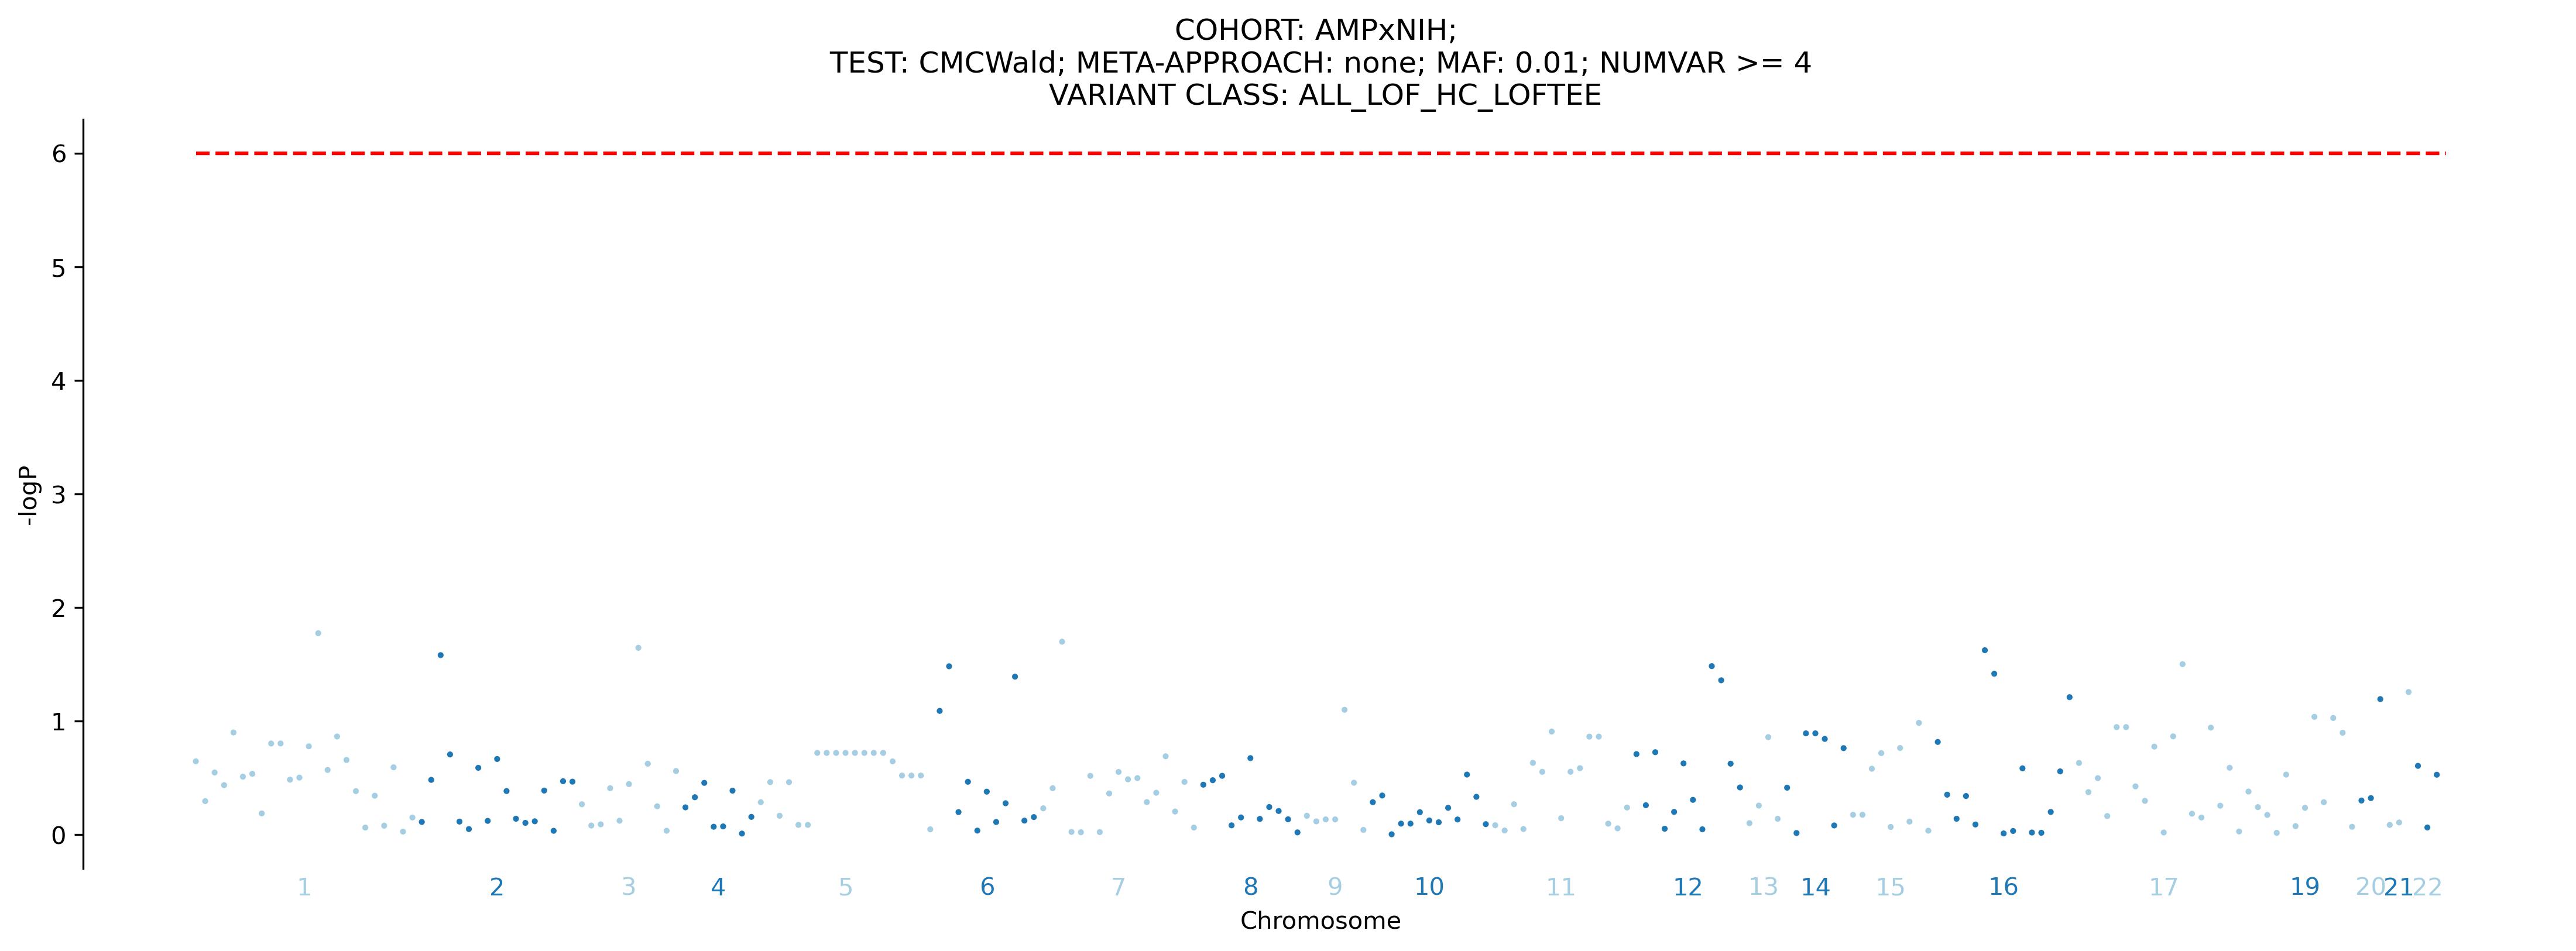 COHORT: AMPxNIH;
TEST: CMCWald; META-APPROACH: none; MAF: 0.01; NUMVAR >= 4
VARIANT CLASS: ALL_LOF_HC_LOFTEE
6
5
4
3
2
1
0
-logP
1 2 3 4 5 6 7 8 9 10 11 12 13 14 15 16 17 19 20 21 22
Chromosome